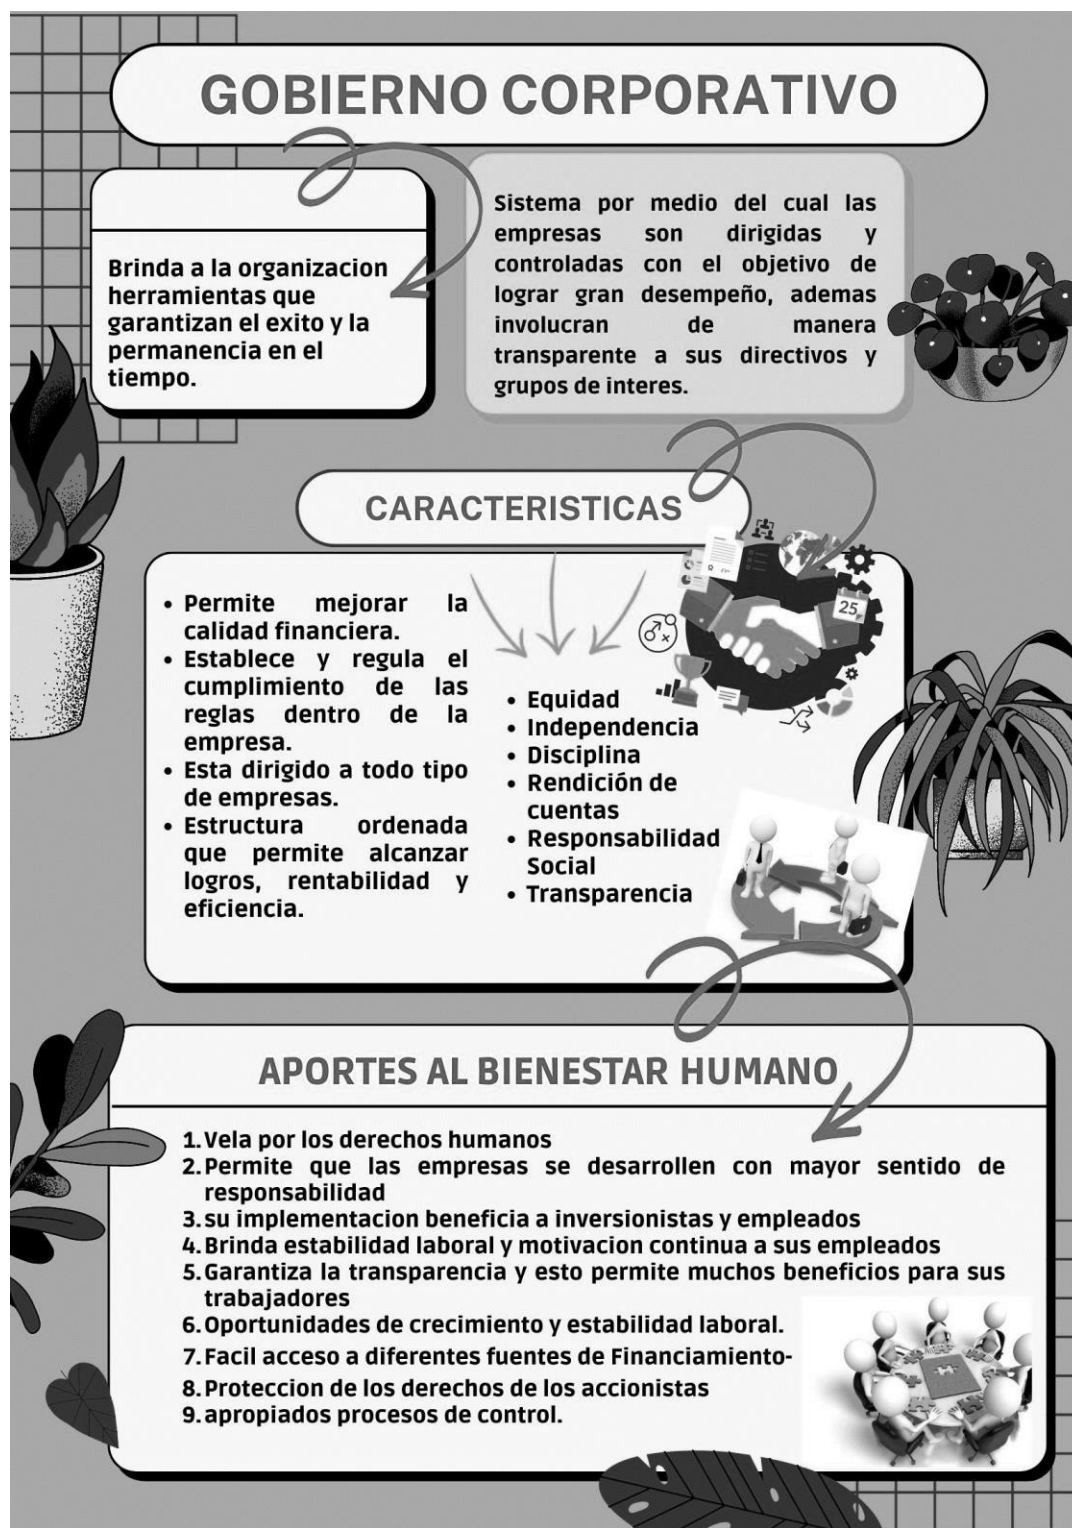 GOBIERNO CORPORATIVO
Brinda a la organizacion
herramientas que
garantizan el exito y la
permanencia en el
tiempo.
Sistema por medio del cual las
empresas son dirigidas y
controladas con el objetivo de
lograr gran desempeño, ademas
involucran de manera
transparente a sus directivos y
grupos de interes.
CARACTERISTICAS
• Permite mejorar la
calidad financiera.
• Establece y regula el
cumplimiento de las
reglas dentro de la
empresa.
• Esta dirigido a todo tipo
de empresas.
• Estructura ordenada
que permite alcanzar
logros, rentabilidad y
eficiencia.
• Equidad
• Independencia
• Disciplina
• Rendición de
cuentas
• Responsabilidad
Social
• Transparencia
25
APORTES AL BIENESTAR HUMANO
1. Vela por los derechos humanos
2. Permite que las empresas se desarrollen con mayor sentido de
responsabilidad
3. su implementacion beneficia a inversionistas y empleados
4. Brinda estabilidad laboral y motivacion continua a sus empleados
5. Garantiza la transparencia y esto permite muchos beneficios para sus
trabajadores
6. Oportunidades de crecimiento y estabilidad laboral.
7. Facil acceso a diferentes fuentes de Financiamiento-
8. Proteccion de los derechos de los accionistas
9. apropiados procesos de control.